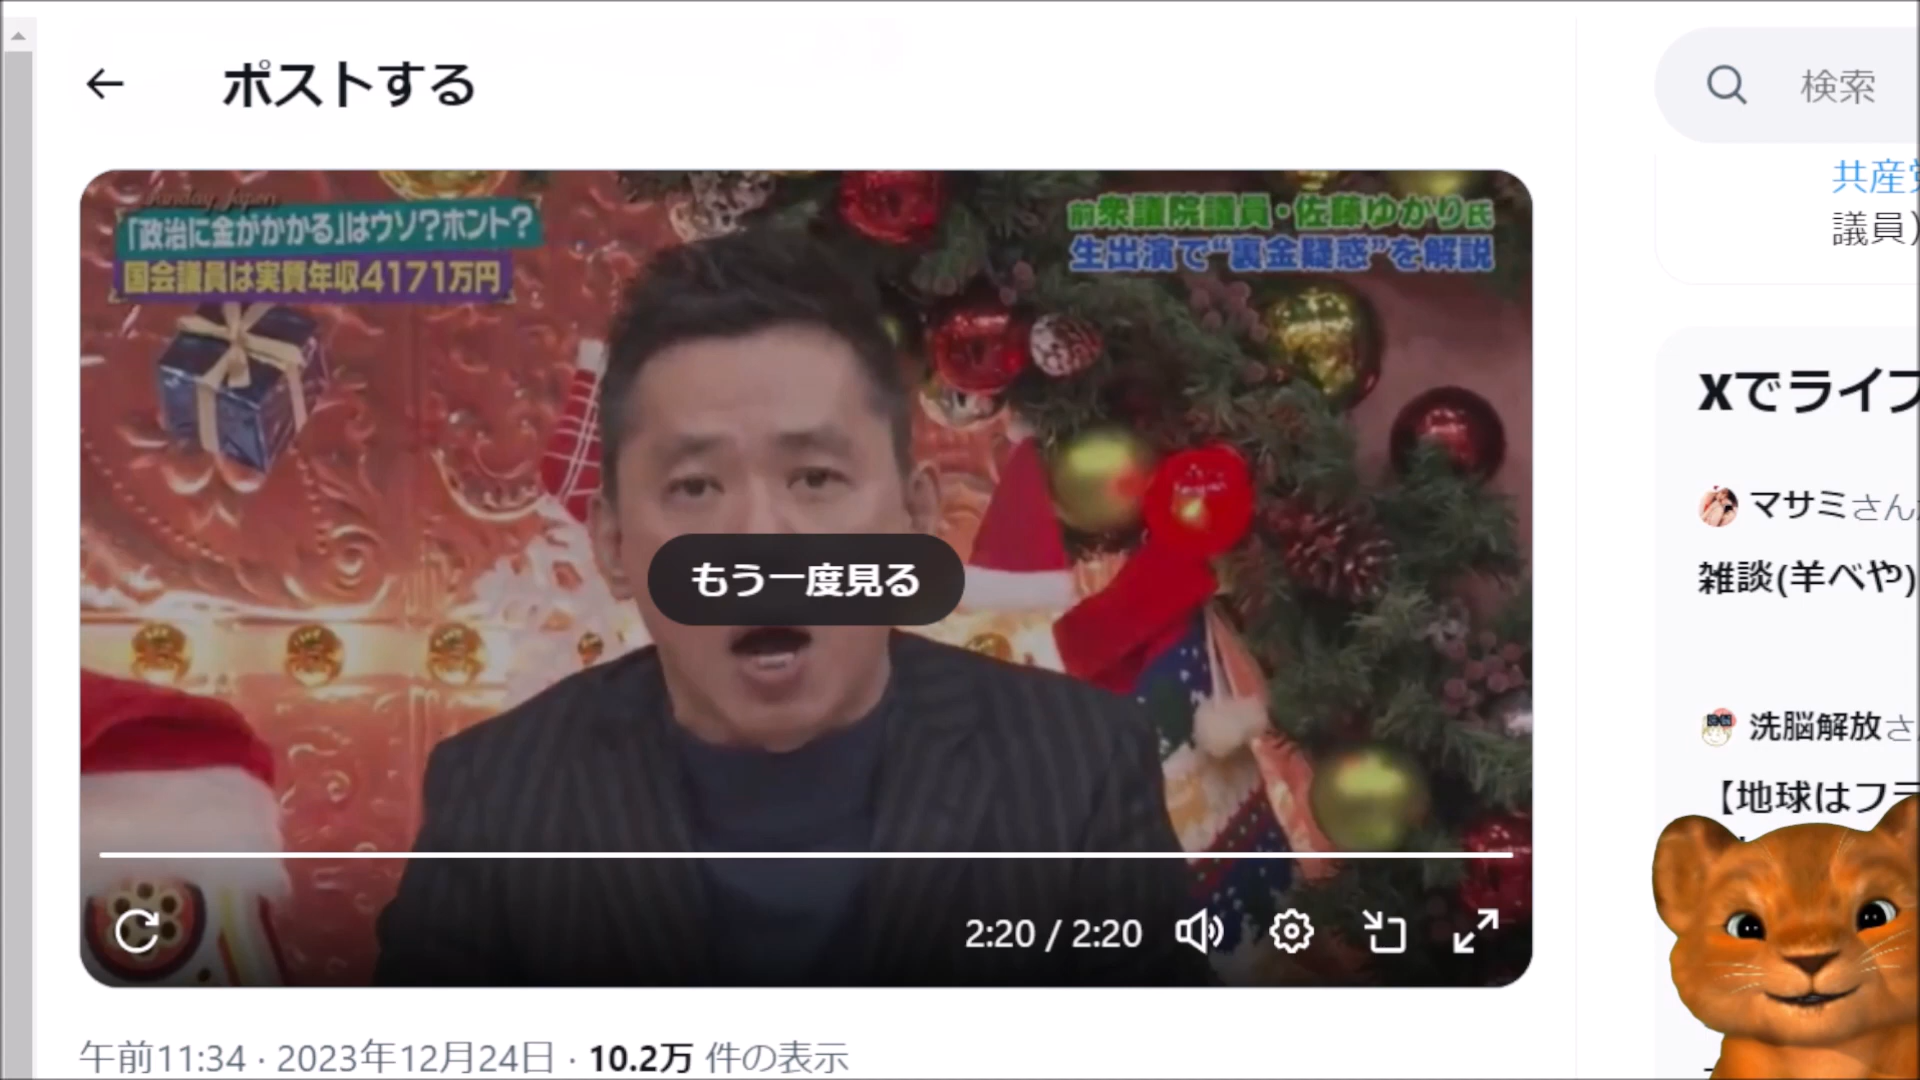 ポストする
検索
Sunday Japon
「政治に金がかかる」はウソ?ホント?
国会議員は実質年収4171万円
前衆議院議員・佐藤ゆかり氏
生出演で“裏金疑惑”を解説
もう一度見る
2:20 / 2:20
午前11:34 · 2023年12月24日 · 10.2万 件の表示
共産党
議員)
Xでライブ
マサミさん
雑談(羊べや)
洗脳解放さ
【地球はフラ